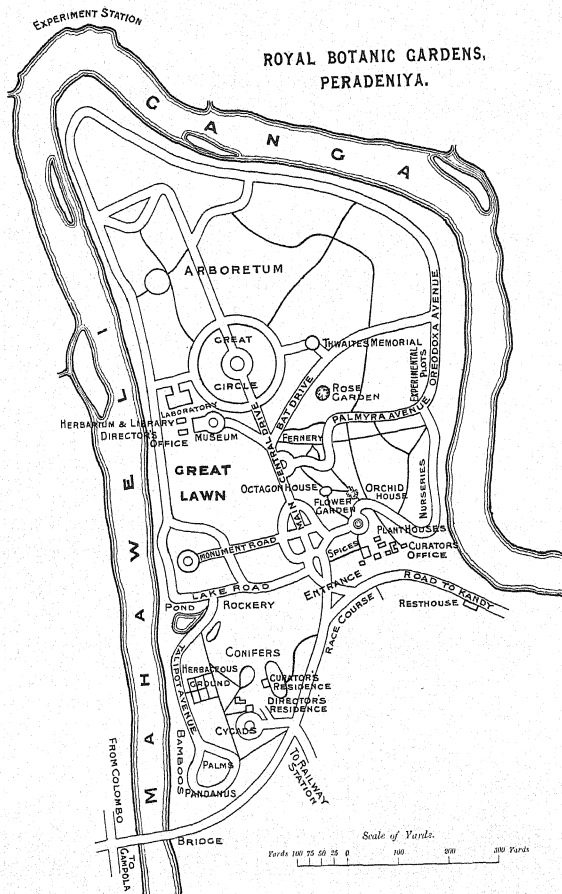 EXPERIMENT STATION
ROYAL BOTANIC GARDENS,
PERADENIYA.
GANGA
ARBORETUM
OREODOXA AVENUE
GREAT
CIRCLE
THWAITES MEMORIAL
EXPERIMENTAL
PLOTS
BAT DRIVE
ROSE
GARDEN
PALMYRA AVENUE
LABORATORY
HERBARIUM & LIBRARY
DIRECTOR'S
OFFICE
MUSEUM
FERNERY
MAIN CENTRAL DRIVE
GREAT
LAWN
OCTAGON HOUSE
FLOWER
GARDEN
ORCHID
HOUSE
NURSERIES
PLANT HOUSES
CURATORS
OFFICE
SPICES
MONUMENT ROAD
ENTRANCE
LAKE ROAD
ROAD TO KANDY
RESTHOUSE
RACE COURSE
POND
ROCKERY
CONIFERS
HERBACEOUS
GROUND
CURATOR'S
RESIDENCE
DIRECTOR'S
RESIDENCE
TALIPOT AVENUE
CYCADS
BAMBOOS
PALMS
PANDANUS
TO RAILWAY
STATION
MAHAWELI
FROM COLOMBO
BRIDGE
TO
GAMPOLA
Scale of Yards.
Yards 100 75 50 25 0 100 200 300 Yards